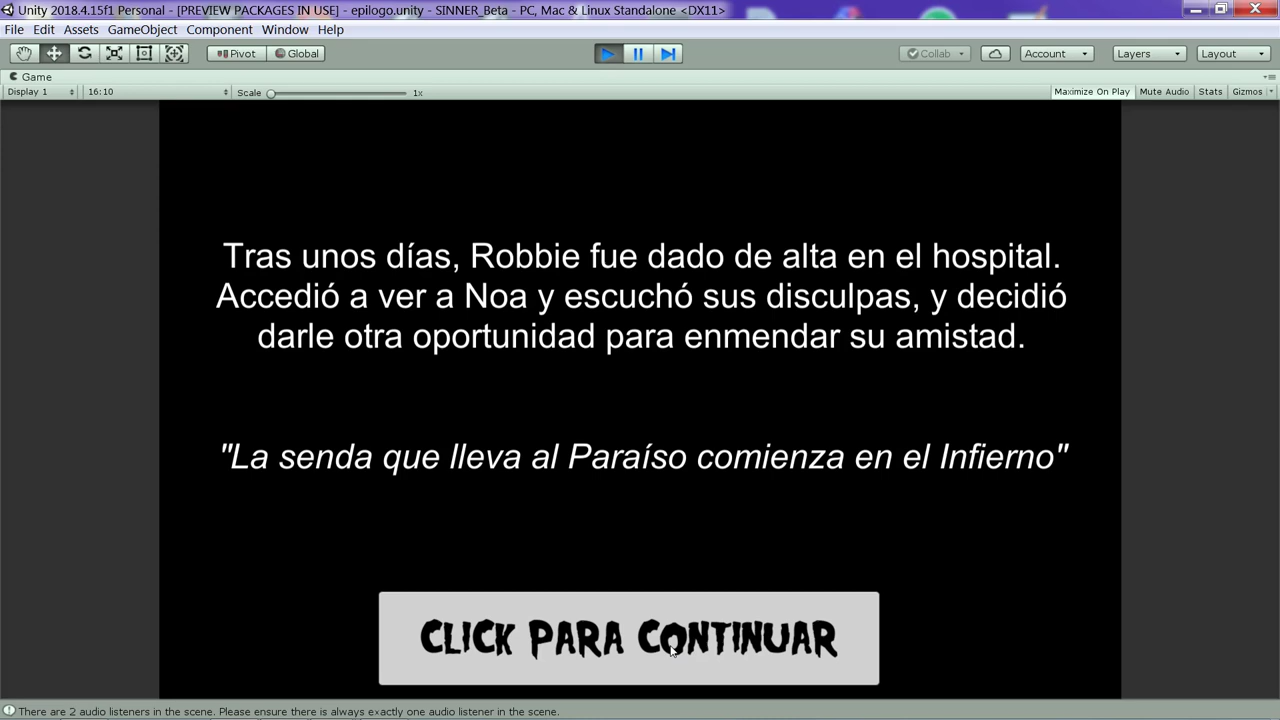 Unity 2018.4.15f1 Personal - [PREVIEW PACKAGES IN USE] - epilogo.unity - SINNER_Beta - PC, Mac & Linux Standalone <DX11>
File Edit Assets GameObject Component Window Help
Pivot Global Collab Account Layers Layout
Game
Display 1 16:10 Scale 1x Maximize On Play Mute Audio Stats Gizmos
Tras unos días, Robbie fue dado de alta en el hospital.
Accedió a ver a Noa y escuchó sus disculpas, y decidió
darle otra oportunidad para enmendar su amistad.
"La senda que lleva al Paraíso comienza en el Infierno"
CLICK PARA CONTINUAR
There are 2 audio listeners in the scene. Please ensure there is always exactly one audio listener in the scene.